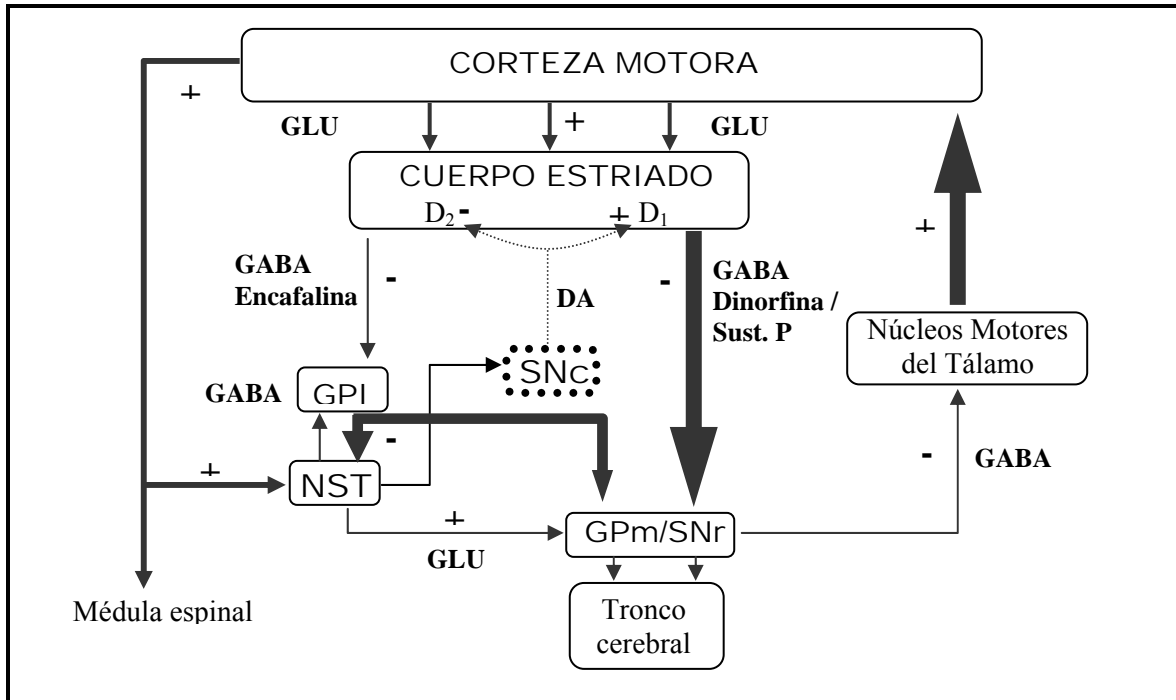 CORTEZA MOTORA
+
GLU
+
GLU
CUERPO ESTRIADO
D2 -
+ D1
GABA
Encafalina
-
DA
-
GABA
Dinorfina /
Sust. P
+
Núcleos Motores
del Tálamo
SNc
GABA
GPl
-
-
GABA
+
NST
+
GLU
GPm/SNr
Médula espinal
Tronco
cerebral